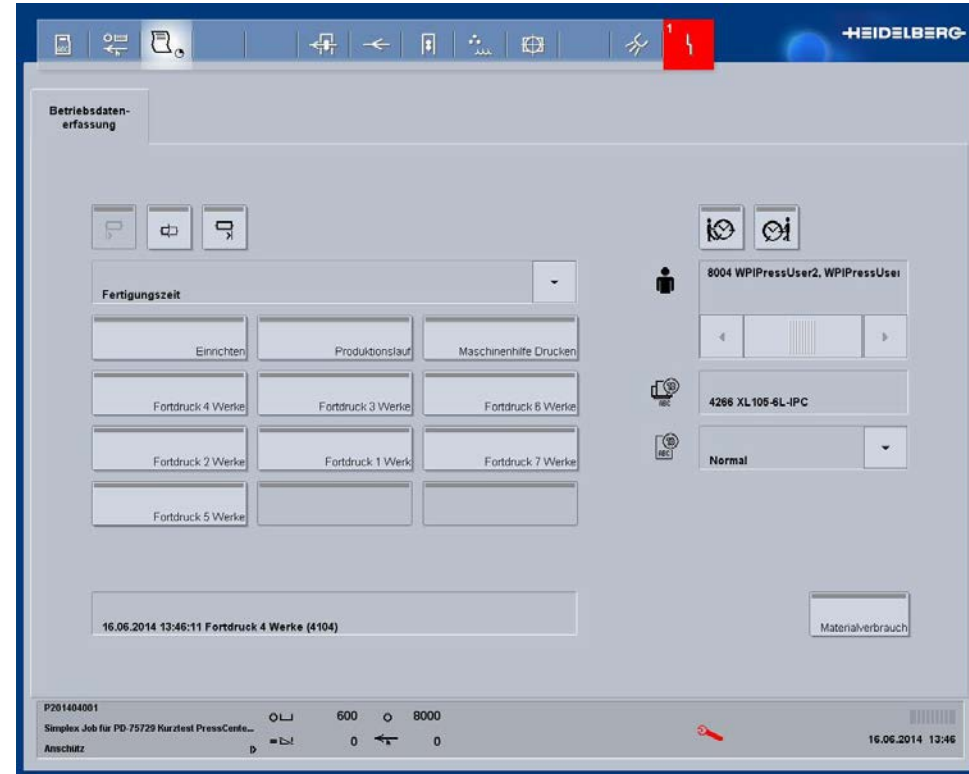 1
HEIDELBERG
Betriebsdaten-
erfassung
Fertigungszeit
8004 WPIPressUser2, WPIPressUser
Einrichten
Produktionslauf
Maschinenhilfe Drucken
Fortdruck 4 Werke
Fortdruck 3 Werke
Fortdruck 6 Werke
4266 XL105-6L-IPC
Fortdruck 2 Werke
Fortdruck 1 Werk
Fortdruck 7 Werke
Normal
Fortdruck 5 Werke
16.06.2014 13:46:11 Fortdruck 4 Werke (4104)
Materialverbrauch
P201404001
Simplex Job für PD-75729 Kurztest PressCente...
Anschütz D
600
8000
0
0
16.06.2014 13:46